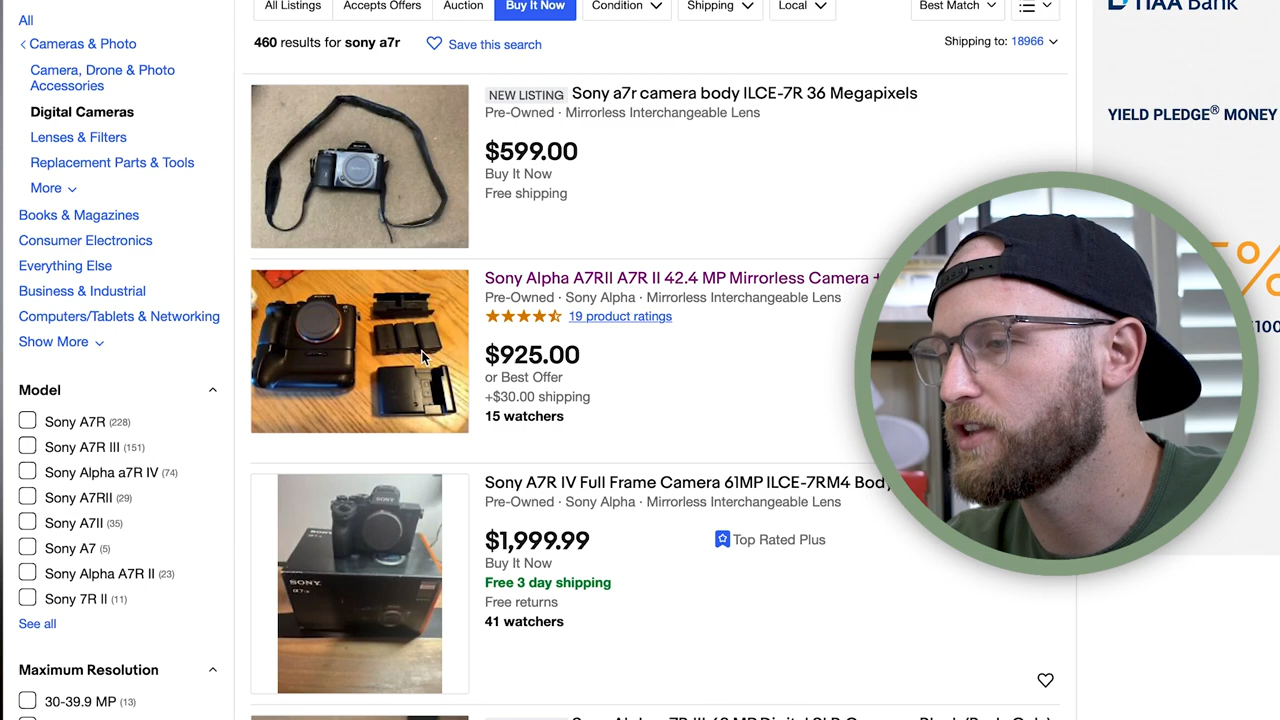 All
Cameras & Photo
Camera, Drone & Photo
Accessories
Digital Cameras
Lenses & Filters
Replacement Parts & Tools
More
Books & Magazines
Consumer Electronics
Everything Else
Business & Industrial
Computers/Tablets & Networking
Show More
Model
Sony A7R (228)
Sony A7R III (151)
Sony Alpha a7R IV (74)
Sony A7RII (29)
Sony A7II (35)
Sony A7 (5)
Sony Alpha A7R II (23)
Sony 7R II (11)
See all
Maximum Resolution
30-39.9 MP (13)
All Listings Accepts Offers Auction Buy It Now Condition Shipping Local Best Match
460 results for sony a7r Save this search Shipping to: 18966
NEW LISTING Sony a7r camera body ILCE-7R 36 Megapixels
Pre-Owned · Mirrorless Interchangeable Lens
$599.00
Buy It Now
Free shipping
Sony Alpha A7RII A7R II 42.4 MP Mirrorless Camera +
Pre-Owned · Sony Alpha · Mirrorless Interchangeable Lens
19 product ratings
$925.00
or Best Offer
+$30.00 shipping
15 watchers
SONY
SONY
Sony A7R IV Full Frame Camera 61MP ILCE-7RM4 Body
Pre-Owned · Sony Alpha · Mirrorless Interchangeable Lens
$1,999.99 Top Rated Plus
Buy It Now
Free 3 day shipping
Free returns
41 watchers
TIAA Bank
YIELD PLEDGE® MONEY
%